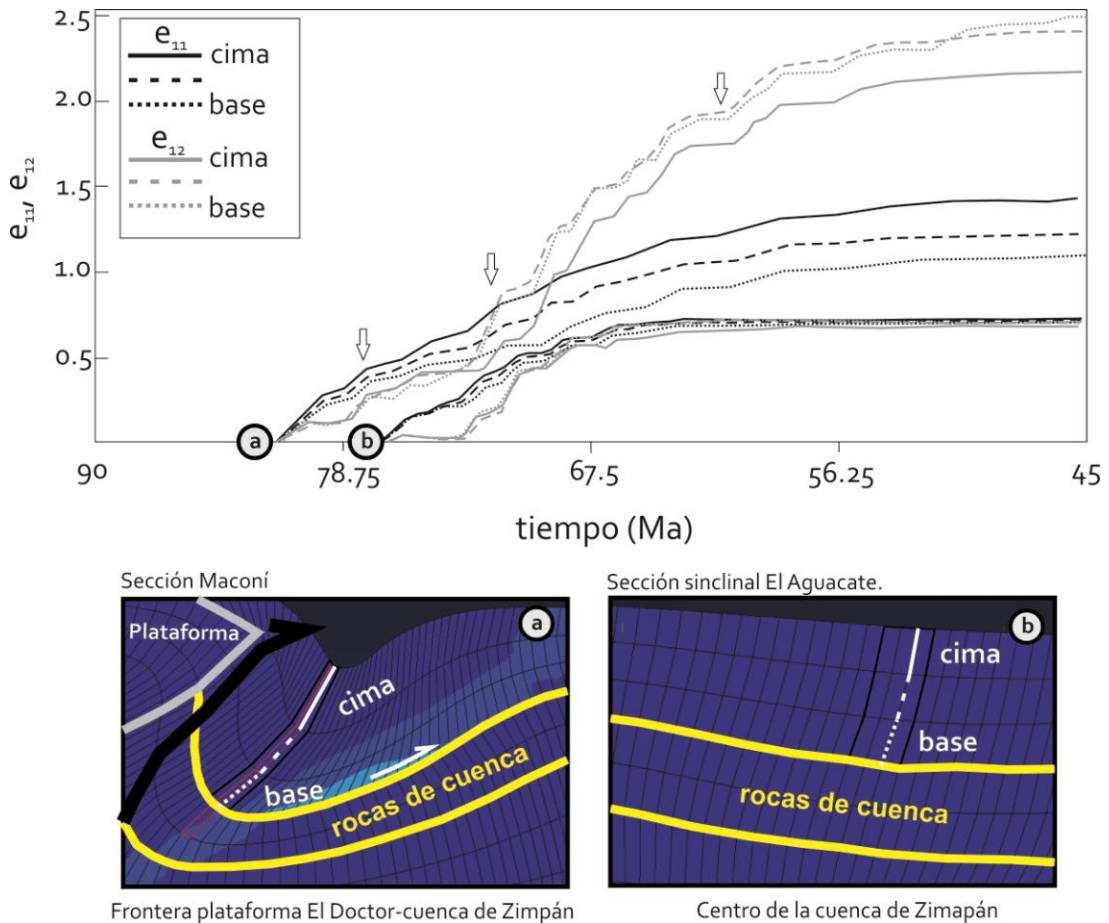 2.5
2.0
1.5
1.0
0.5
e11, e12
e11 cima
base
e12 cima
base
a
b
90
78.75
67.5
56.25
45
tiempo (Ma)
Sección Maconí
Plataforma
a
cima
base
rocas de cuenca
Frontera plataforma El Doctor-cuenca de Zimpán
Sección sinclinal El Aguacate.
b
cima
base
rocas de cuenca
Centro de la cuenca de Zimapán